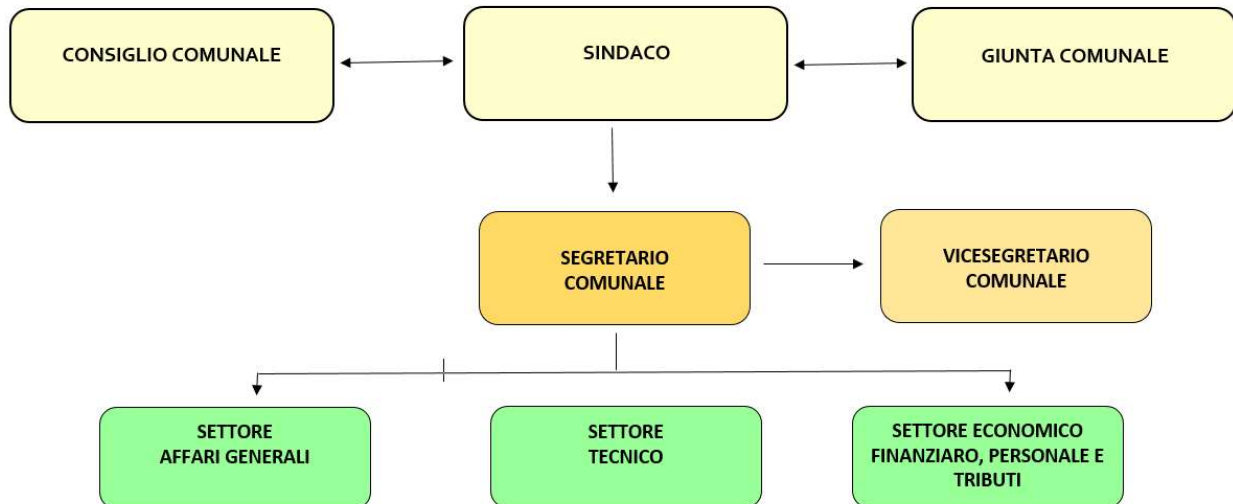 CONSIGLIO COMUNALE
SINDACO
GIUNTA COMUNALE
SEGRETARIO
COMUNALE
VICESEGRETARIO
COMUNALE
SETTORE
AFFARI GENERALI
SETTORE
TECNICO
SETTORE ECONOMICO
FINANZIARO, PERSONALE E
TRIBUTI